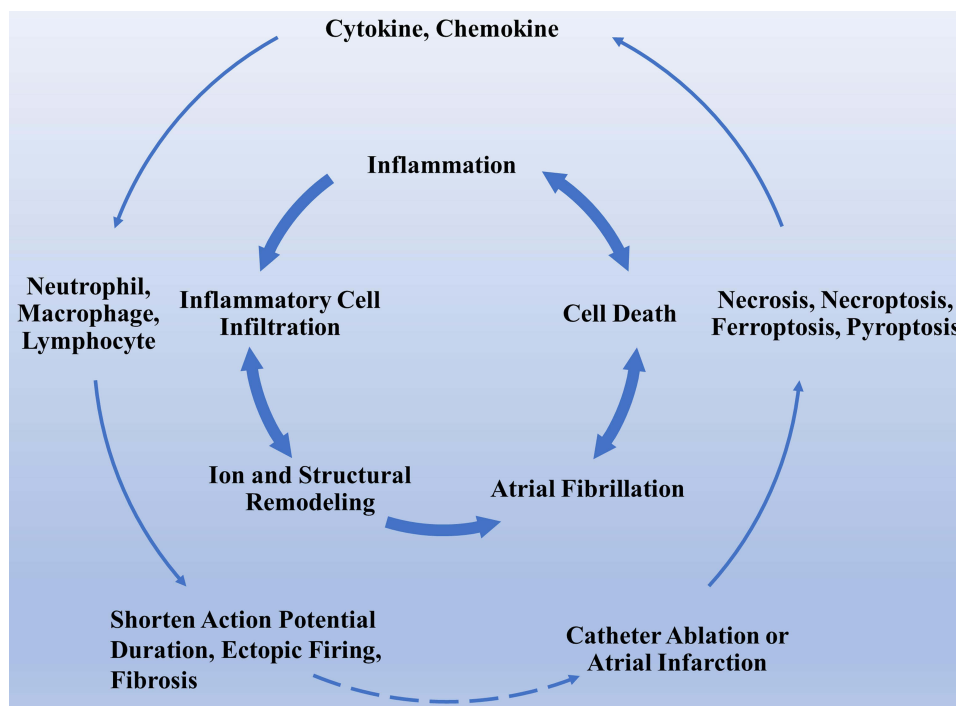 Cytokine, Chemokine
Inflammation
Neutrophil,
Macrophage,
Lymphocyte
Inflammatory Cell
Infiltration
Cell Death
Necrosis, Necroptosis,
Ferroptosis, Pyroptosis
Ion and Structural
Remodeling
Atrial Fibrillation
Shorten Action Potential
Duration, Ectopic Firing,
Fibrosis
Catheter Ablation or
Atrial Infarction